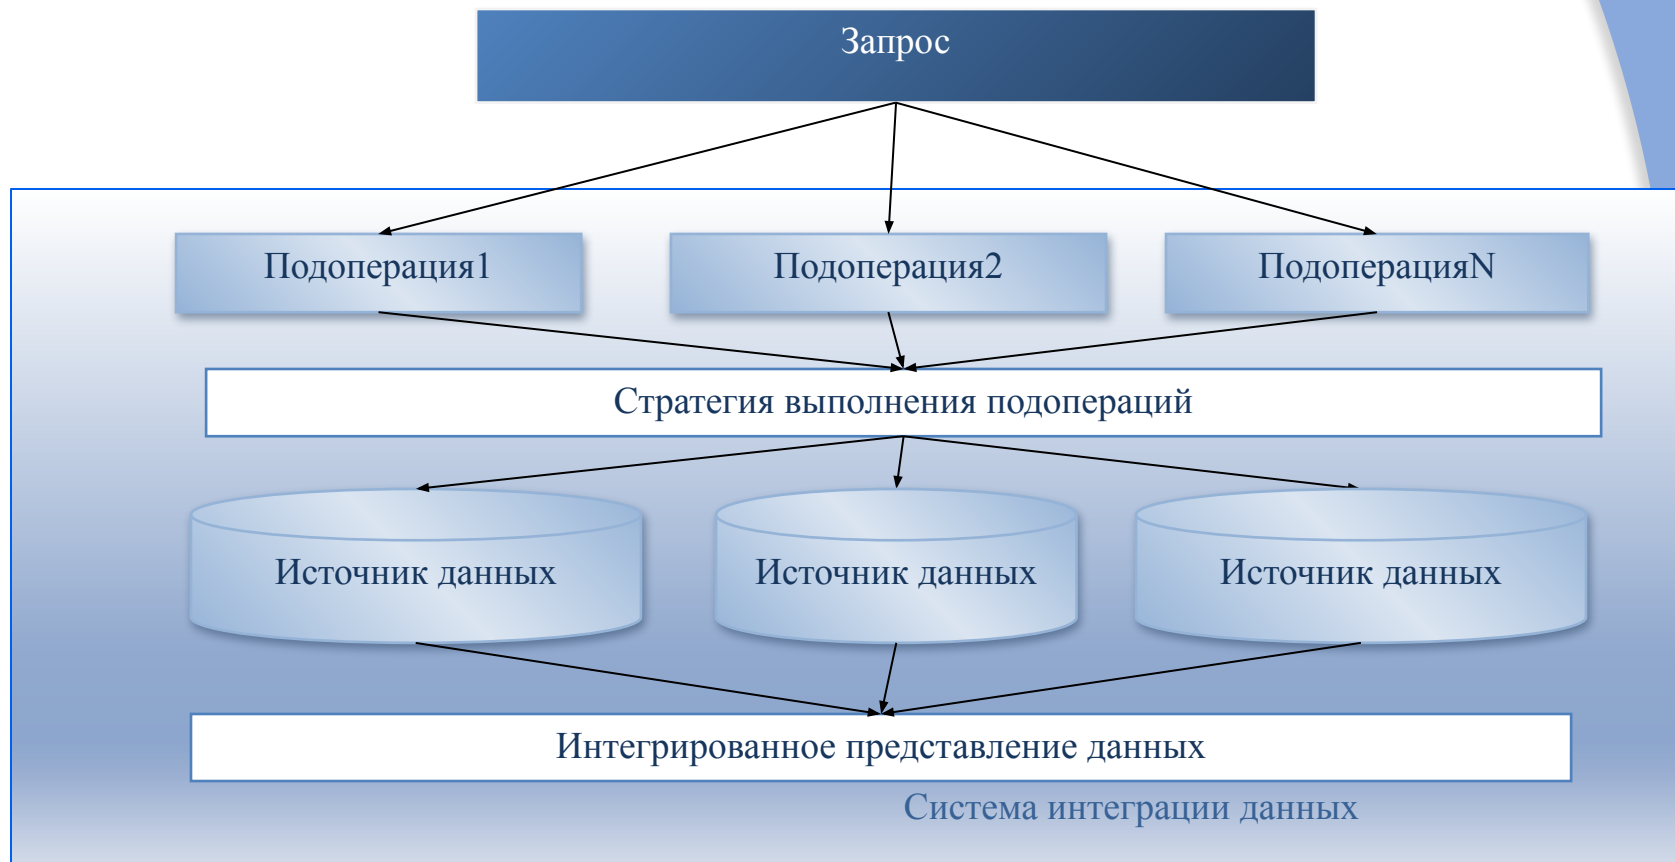 Запрос
Подоперация1
Подоперация2
ПодоперацияN
Стратегия выполнения подопераций
Источник данных
Источник данных
Источник данных
Интегрированное представление данных
Система интеграции данных